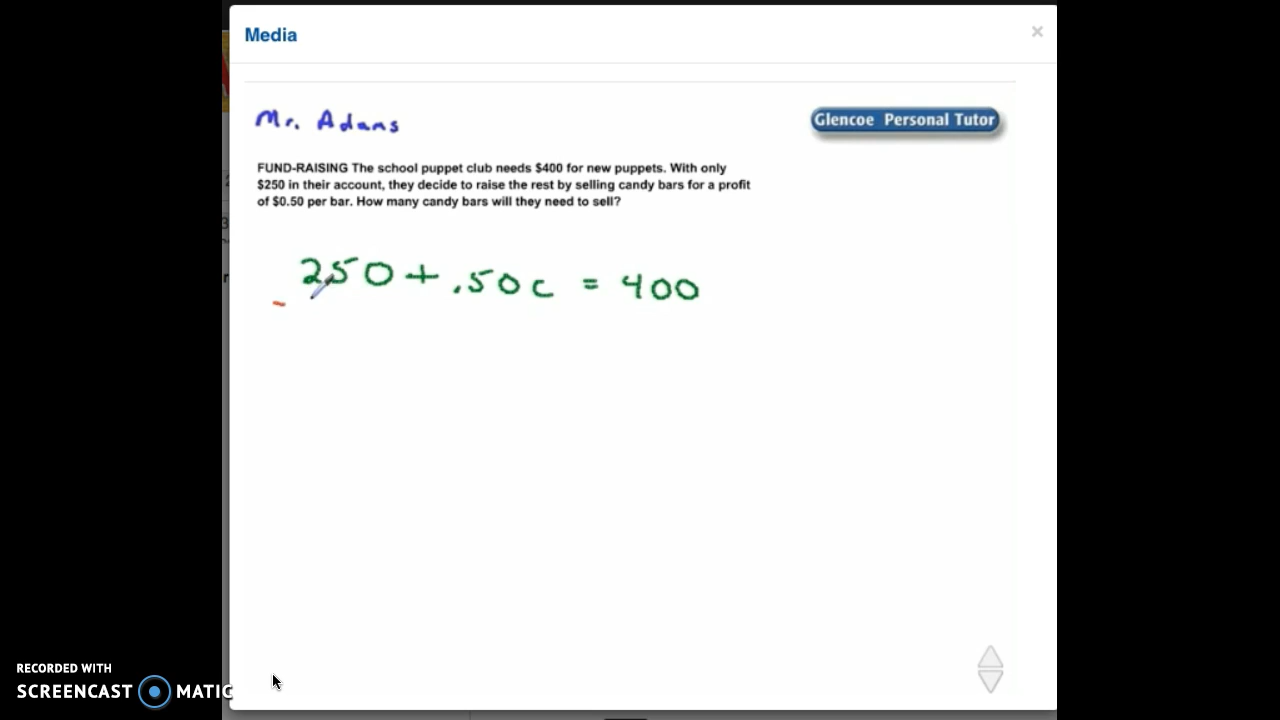 Media
×
Mr. Adams
Glencoe Personal Tutor
FUND-RAISING The school puppet club needs $400 for new puppets. With only
$250 in their account, they decide to raise the rest by selling candy bars for a profit
of $0.50 per bar. How many candy bars will they need to sell?
250 + .50c = 400
-
RECORDED WITH
SCREENCAST MATIC